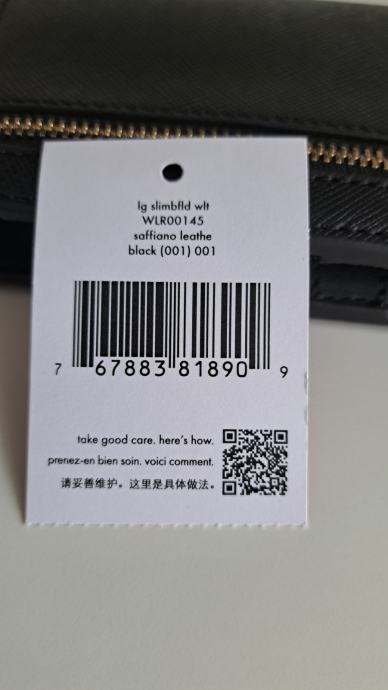 lg slimbfld wlt
WLR00145
saffiano leathe
black (001) 001
7 67883 81890 9
take good care. here's how.
prenez-en bien soin. voici comment.
请妥善维护。这里是具体做法。